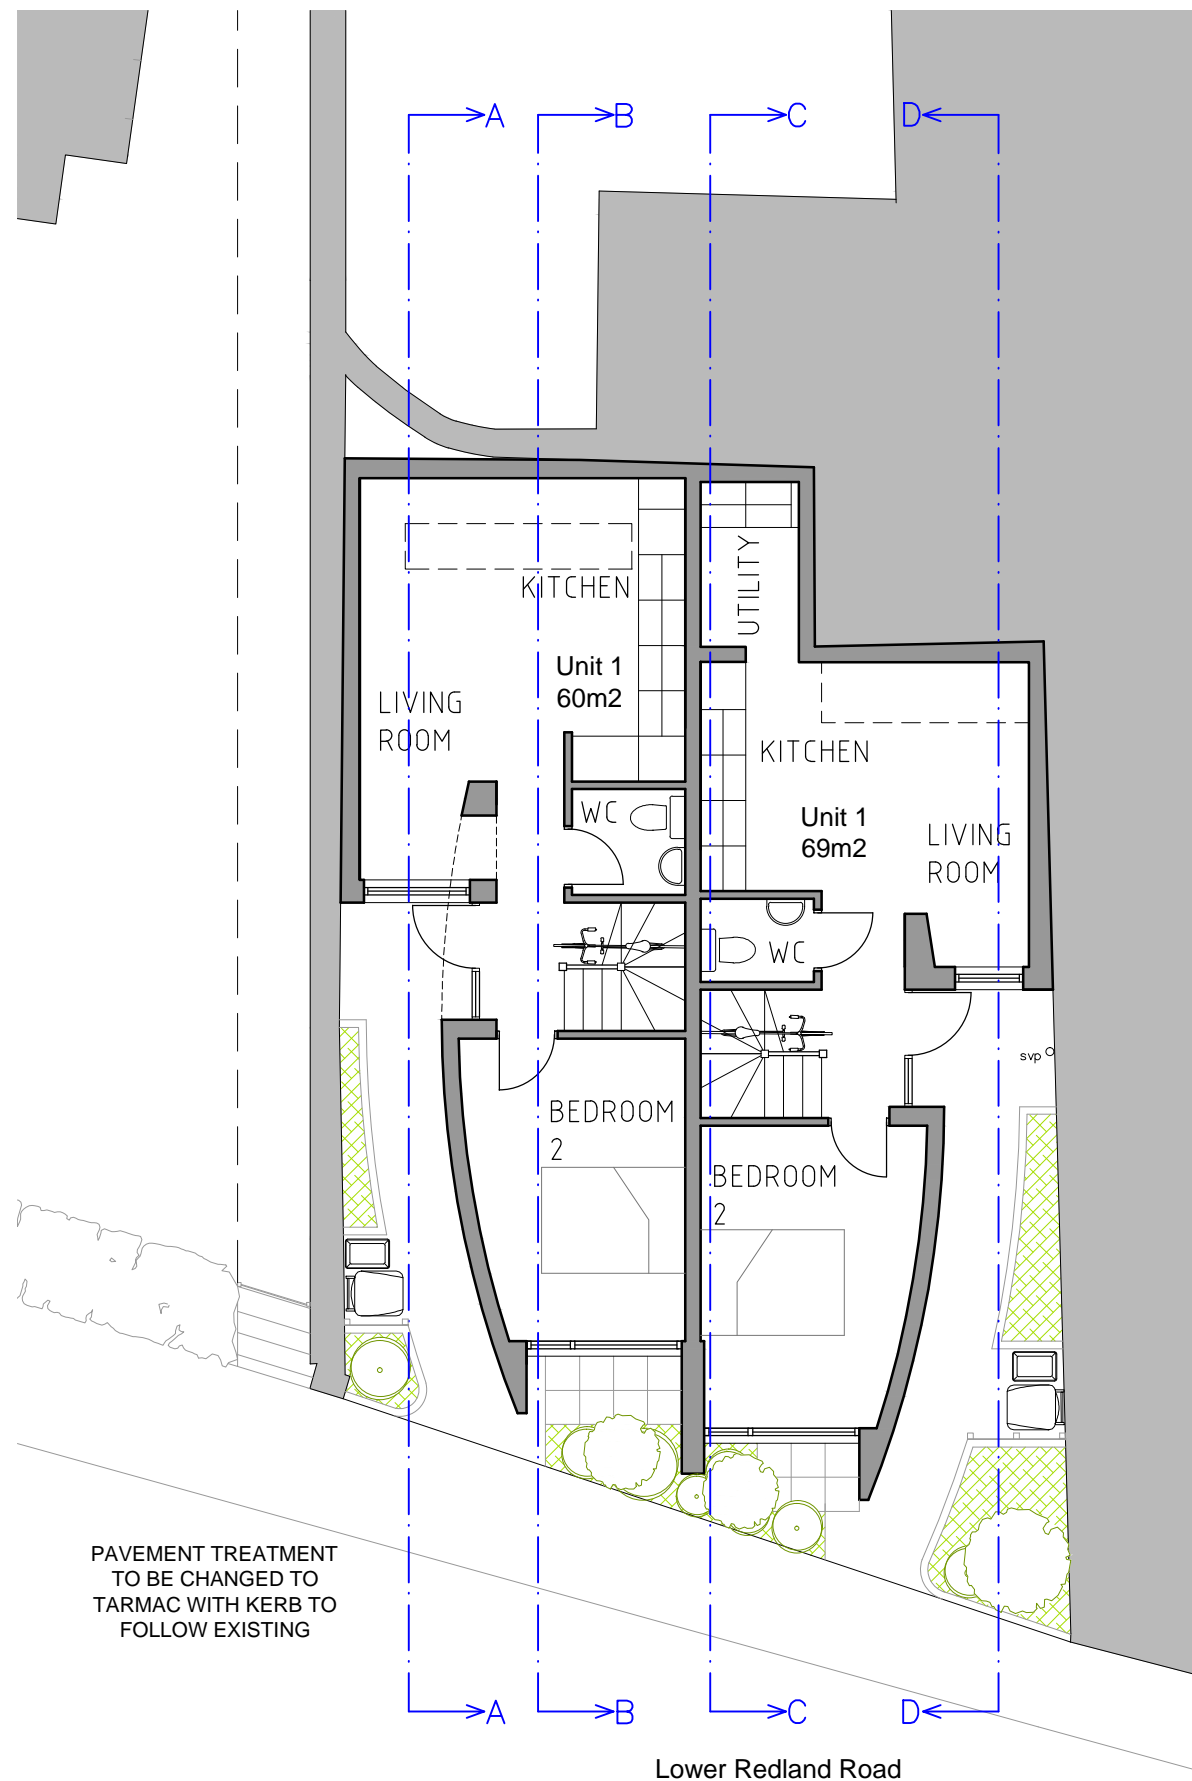 A
B
C
D
KITCHEN
UTILITY
Unit 1
60m2
LIVING
ROOM
KITCHEN
WC
Unit 1
69m2
LIVING
ROOM
WC
svp
BEDROOM
2
BEDROOM
2
PAVEMENT TREATMENT
TO BE CHANGED TO
TARMAC WITH KERB TO
FOLLOW EXISTING
A
B
C
D
Lower Redland Road